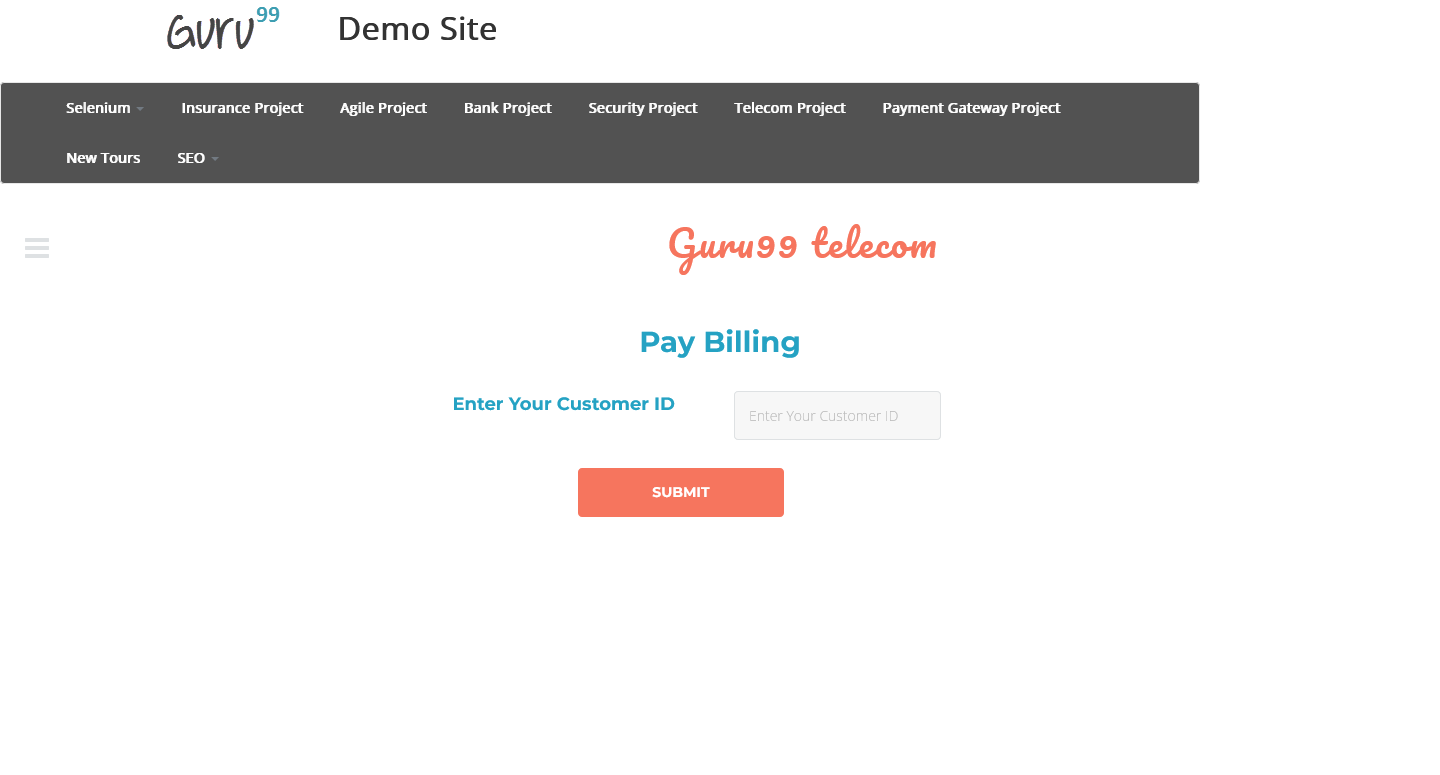 Guru99 Demo Site
Selenium Insurance Project Agile Project Bank Project Security Project Telecom Project Payment Gateway Project
New Tours SEO
Guru99 telecom
Pay Billing
Enter Your Customer ID Enter Your Customer ID
SUBMIT